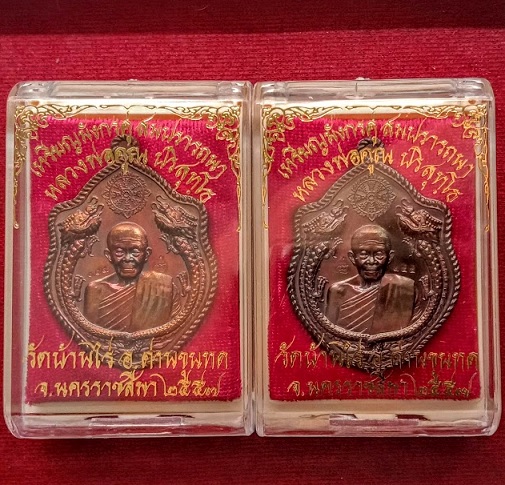 เหรียญมังกรคู่ สมปรารถนา
หลวงพ่อคูณ ปริสุทโธ
วัดบ้านไร่ อ.ด่านขุนทด
จ.นครราชสีมา ๒๕๕๗
เหรียญมังกรคู่ สมปรารถนา
หลวงพ่อคูณ ปริสุทโธ
วัดบ้านไร่ อ.ด่านขุนทด
จ.นครราชสีมา ๒๕๕๗